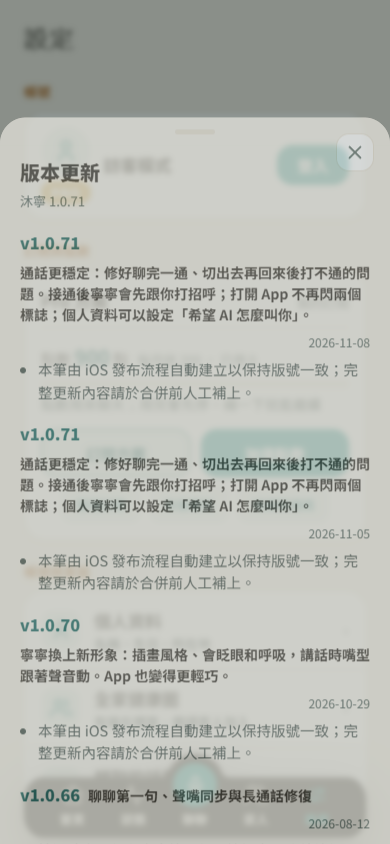 設定
版本更新
沐寧 1.0.71
v1.0.71
通話更穩定：修好聊完一通、切出去再回來後打不通的問
題。接通後寧寧會先跟你打招呼；打開 App 不再閃兩個
標誌；個人資料可以設定「希望 AI 怎麼叫你」。
2026-11-08
本筆由 iOS 發布流程自動建立以保持版號一致；完
整更新內容請於合併前人工補上。
v1.0.71
通話更穩定：修好聊完一通、切出去再回來後打不通的問
題。接通後寧寧會先跟你打招呼；打開 App 不再閃兩個
標誌；個人資料可以設定「希望 AI 怎麼叫你」。
2026-11-05
本筆由 iOS 發布流程自動建立以保持版號一致；完
整更新內容請於合併前人工補上。
v1.0.70
寧寧換上新形象：插畫風格、會眨眼和呼吸，講話時嘴型
跟著聲音動。App 也變得更輕巧。
2026-10-29
本筆由 iOS 發布流程自動建立以保持版號一致；完
整更新內容請於合併前人工補上。
v1.0.66 聊聊第一句、聲嘴同步與長通話修復
2026-08-12